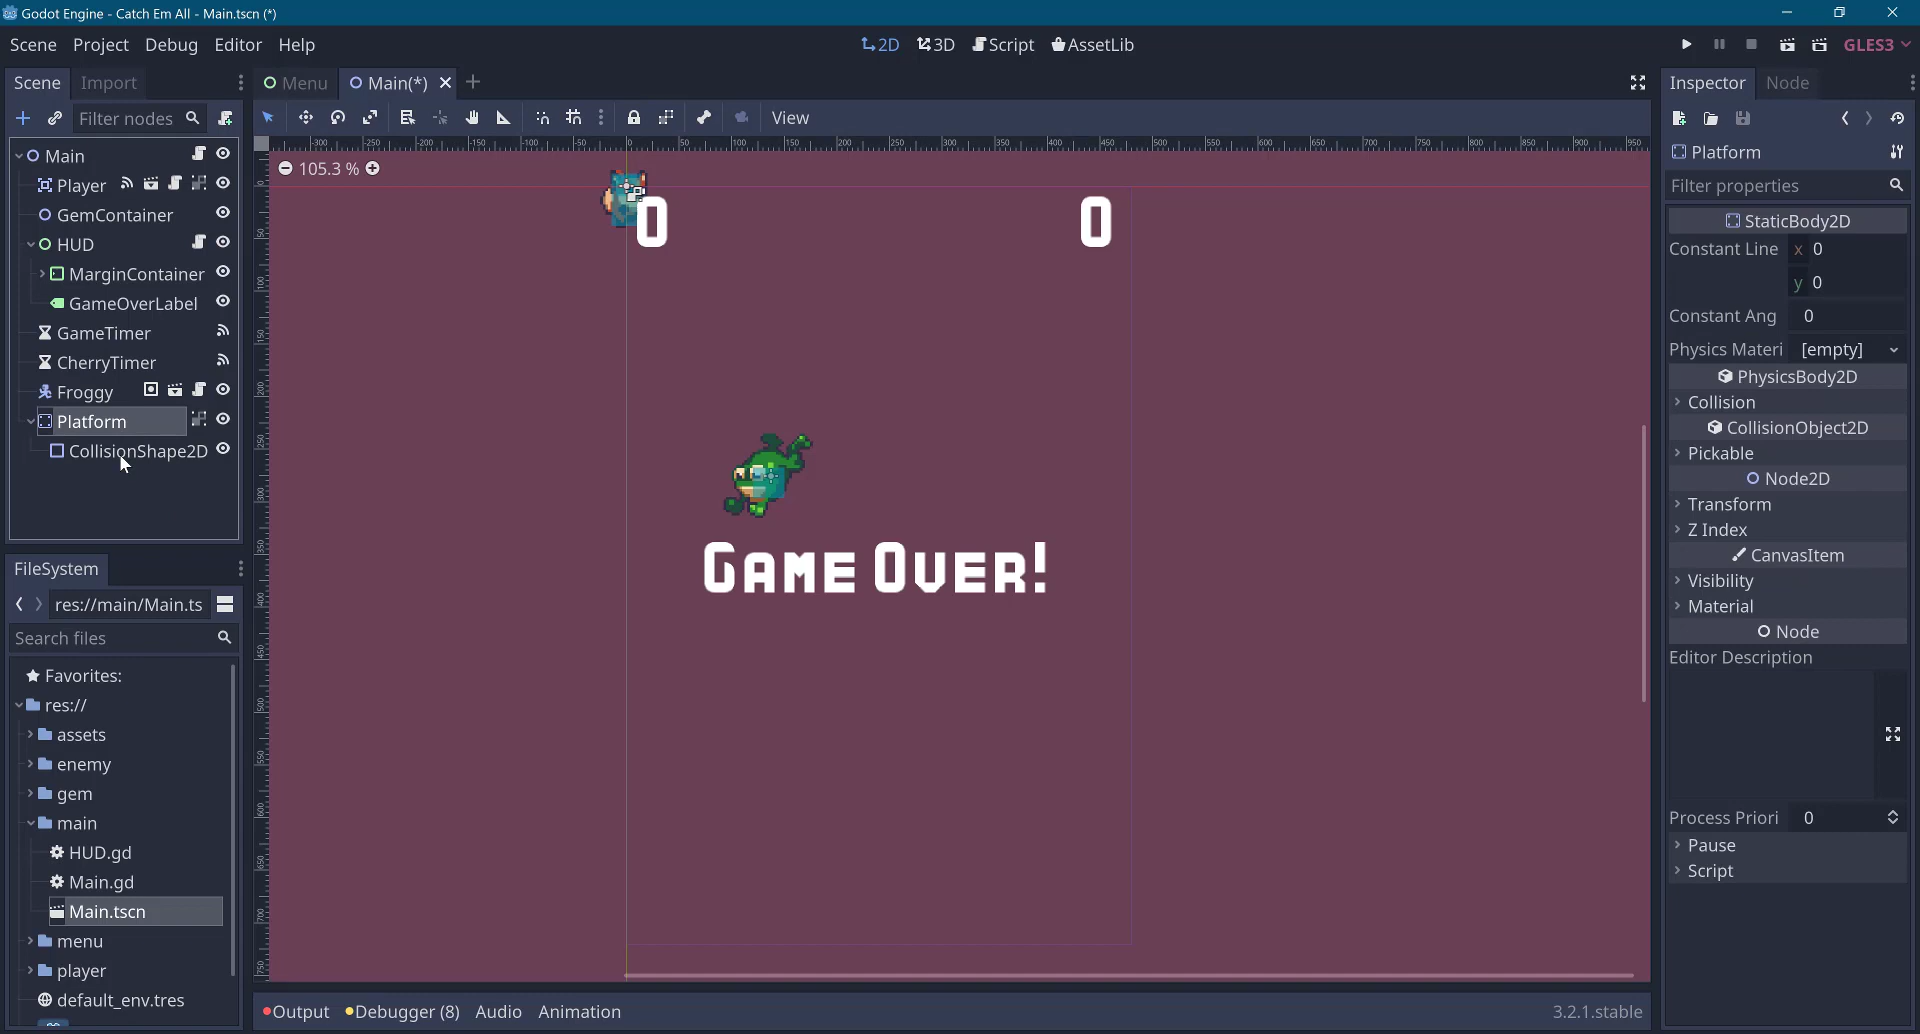 Godot Engine - Catch Em All - Main.tscn (*)
Scene Project Debug Editor Help
2D 3D Script AssetLib
GLES3
Scene Import
Menu Main(*)
Inspector Node
Filter nodes
View
Main
Player
GemContainer
HUD
MarginContainer
GameOverLabel
GameTimer
CherryTimer
Froggy
Platform
CollisionShape2D
105.3 %
0 0
Game Over!
FileSystem
res://main/Main.ts
Search files
Favorites:
res://
assets
enemy
gem
main
HUD.gd
Main.gd
Main.tscn
menu
player
default_env.tres
Output Debugger (8) Audio Animation
3.2.1.stable
Platform
Filter properties
StaticBody2D
Constant Line x 0
y 0
Constant Ang 0
Physics Materi [empty]
PhysicsBody2D
Collision
CollisionObject2D
Pickable
Node2D
Transform
Z Index
CanvasItem
Visibility
Material
Node
Editor Description
Process Priori 0
Pause
Script